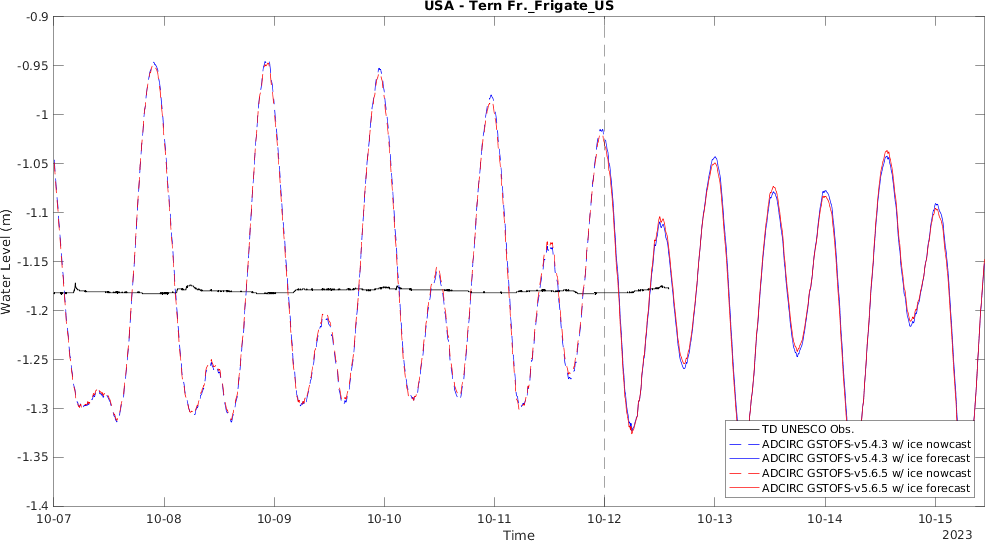 USA - Tern Fr._Frigate_US
-0.9
-0.95
-1
-1.05
-1.1
-1.15
-1.2
-1.25
-1.3
-1.35
-1.4
Water Level (m)
TD UNESCO Obs.
ADCIRC GSTOFS-v5.4.3 w/ ice nowcast
ADCIRC GSTOFS-v5.4.3 w/ ice forecast
ADCIRC GSTOFS-v5.6.5 w/ ice nowcast
ADCIRC GSTOFS-v5.6.5 w/ ice forecast
10-07 10-08 10-09 10-10 10-11 10-12 10-13 10-14 10-15
Time
2023